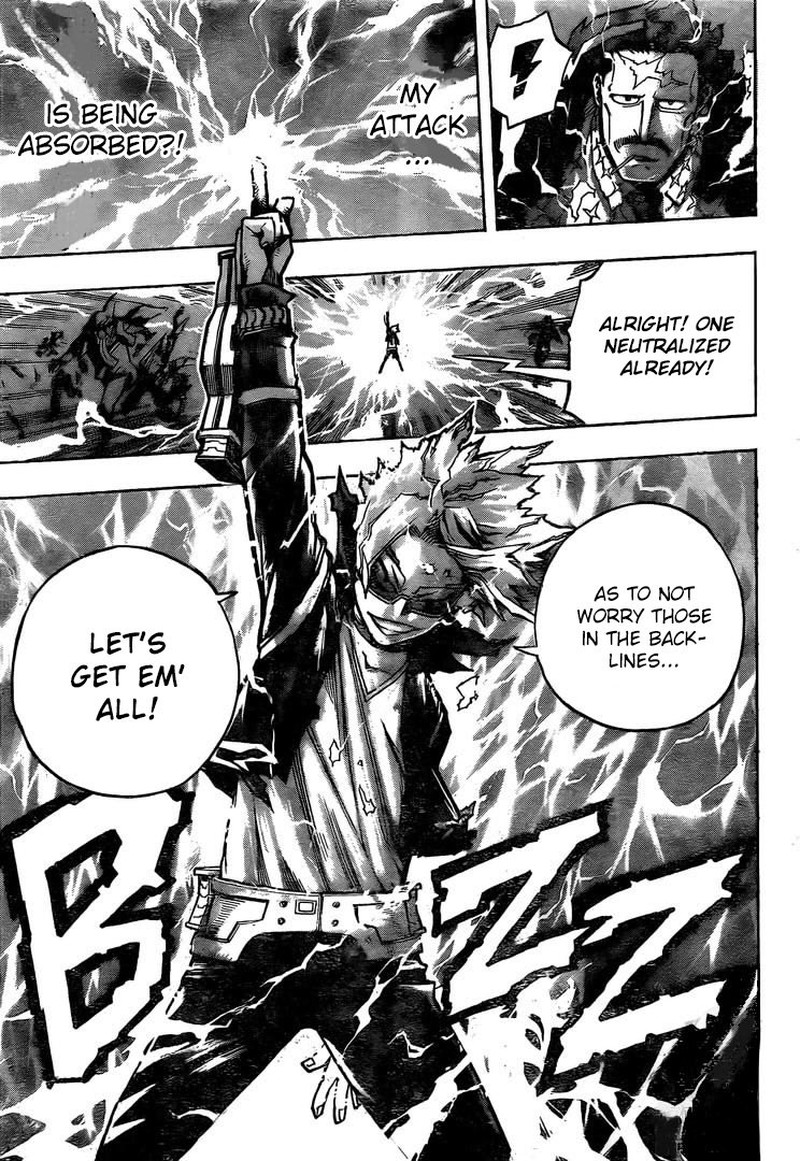 !
MY
ATTACK
...
IS BEING
ABSORBED?!
ALRIGHT! ONE
NEUTRALIZED
ALREADY!
AS TO NOT
WORRY THOSE
IN THE BACK-
LINES...
LET'S
GET EM'
ALL!
BZZ